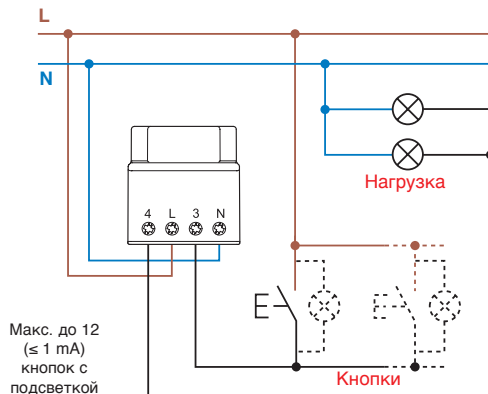 L
N
Нагрузка
4 L 3 N
Макс. до 12
(≤ 1 mA)
кнопок с
подсветкой
Кнопки